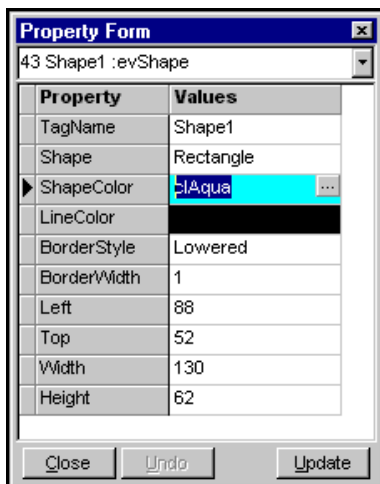 Property Form
43 Shape1 :evShape
Property Values
TagName Shape1
Shape Rectangle
ShapeColor clAqua
LineColor
BorderStyle Lowered
BorderWidth 1
Left 88
Top 52
Width 130
Height 62
Close Undo Update